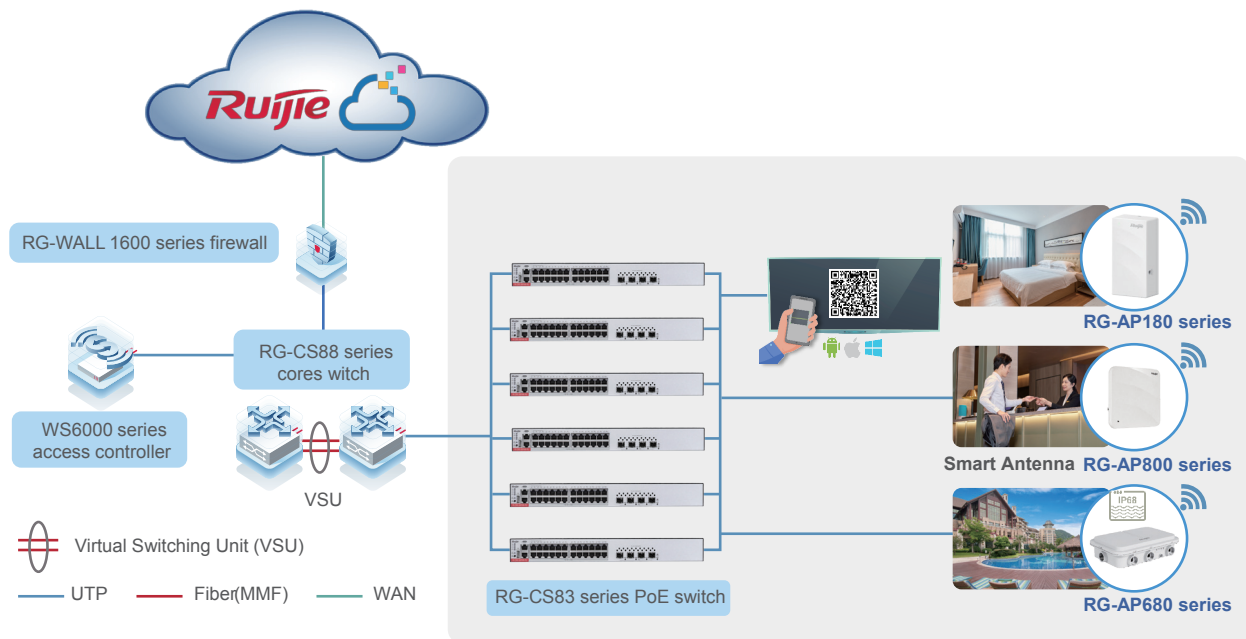 Ruijie
RG-WALL 1600 series firewall
RG-CS88 series
cores witch
WS6000 series
access controller
VSU
Virtual Switching Unit (VSU)
UTP
Fiber(MMF)
WAN
RG-CS83 series PoE switch
Ruijie
RG-AP180 series
Smart Antenna
RG-AP800 series
IP68
RG-AP680 series